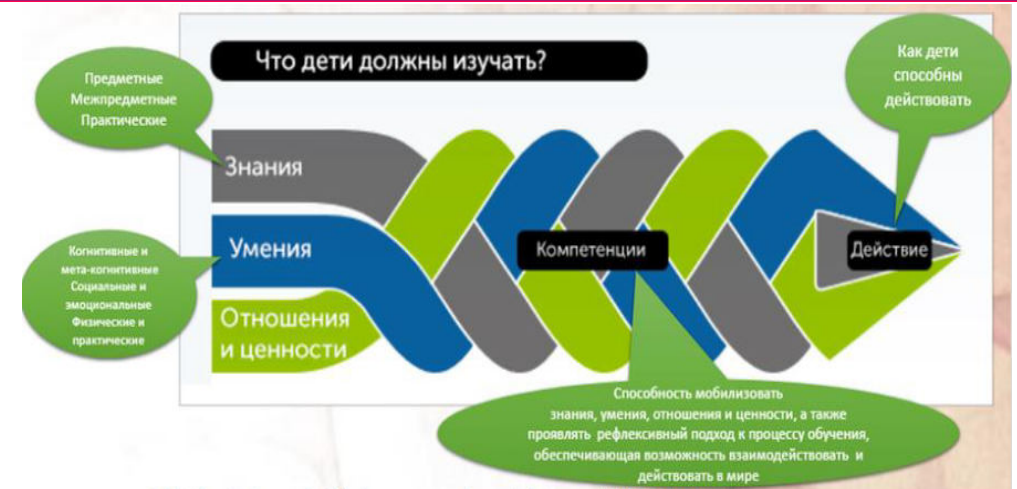 Что дети должны изучать?
Как дети
способны
действовать
Предметные
Межпредметные
Практические
Знания
Когнитивные и
мета-когнитивные
Социальные и
эмоциональные
Физические и
практические
Умения
Компетенции
Действие
Отношения
и ценности
Способность мобилизовать
знания, умения, отношения и ценности, а также
проявлять рефлексивный подход к процессу обучения,
обеспечивающая возможность взаимодействовать и
действовать в мире